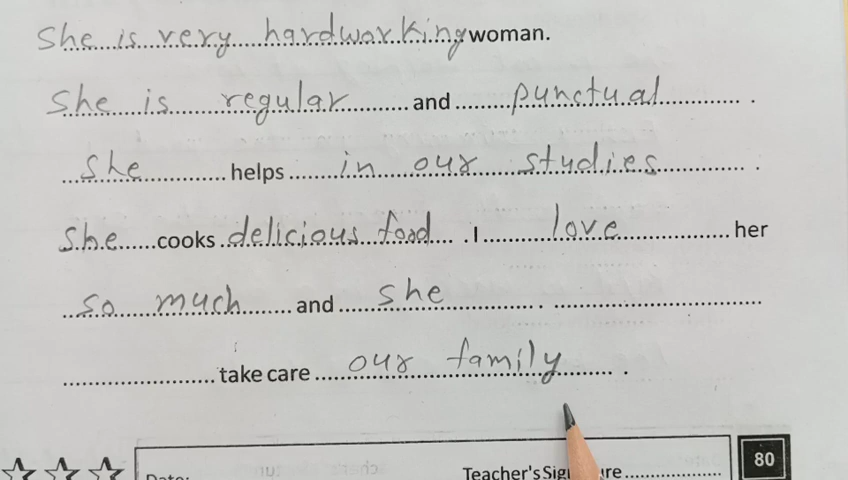 She is very hardworking woman.
She is regular and punctual.
She helps in our studies.
She cooks delicious food. I love her
so much and she
take care our family.
Date:
Teacher's Sig re
80